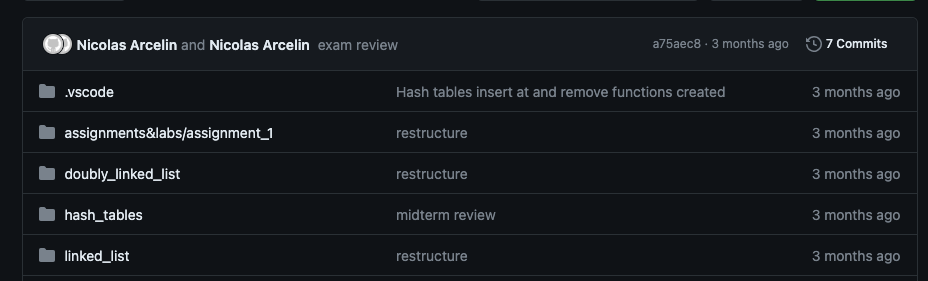 Nicolas Arcelin and Nicolas Arcelin exam review a75aec8 · 3 months ago 7 Commits
.vscode Hash tables insert at and remove functions created 3 months ago
assignments&labs/assignment_1 restructure 3 months ago
doubly_linked_list restructure 3 months ago
hash_tables midterm review 3 months ago
linked_list restructure 3 months ago